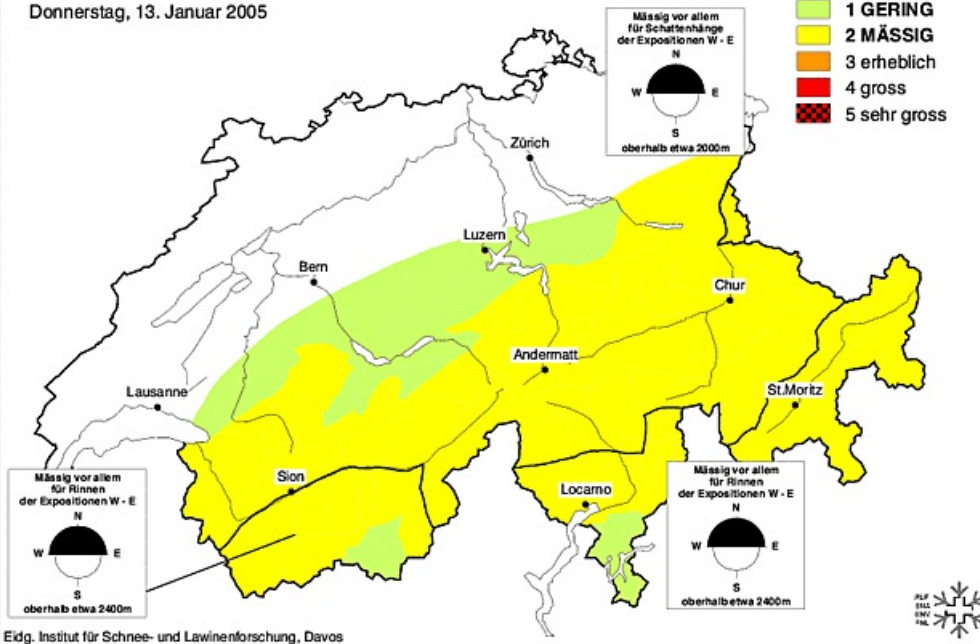 Donnerstag, 13. Januar 2005
1 GERING
2 MÄSSIG
3 erheblich
4 gross
5 sehr gross
Mässig vor allem
für Schattenhänge
der Expositionen W - E
N
W E
S
oberhalb etwa 2000m
Zürich
Luzern
Bern
Chur
Andermatt
Lausanne
St.Moritz
Sion
Locarno
Mässig vor allem
für Rinnen
der Expositionen W - E
N
W E
S
oberhalb etwa 2400m
Mässig vor allem
für Rinnen
der Expositionen W - E
N
W E
S
oberhalb etwa 2400m
Eidg. Institut für Schnee- und Lawinenforschung, Davos